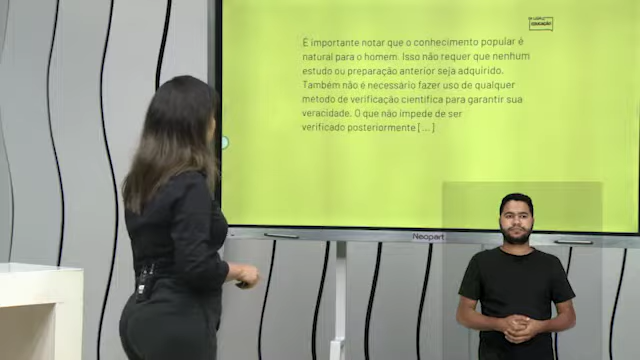 EDUCAÇÃO
É importante notar que o conhecimento popular é
natural para o homem. Isso não requer que nenhum
estudo ou preparação anterior seja adquirido.
Também não é necessário fazer uso de qualquer
método de verificação científica para garantir sua
veracidade. O que não impede de ser
verificado posteriormente [...]
Neopart